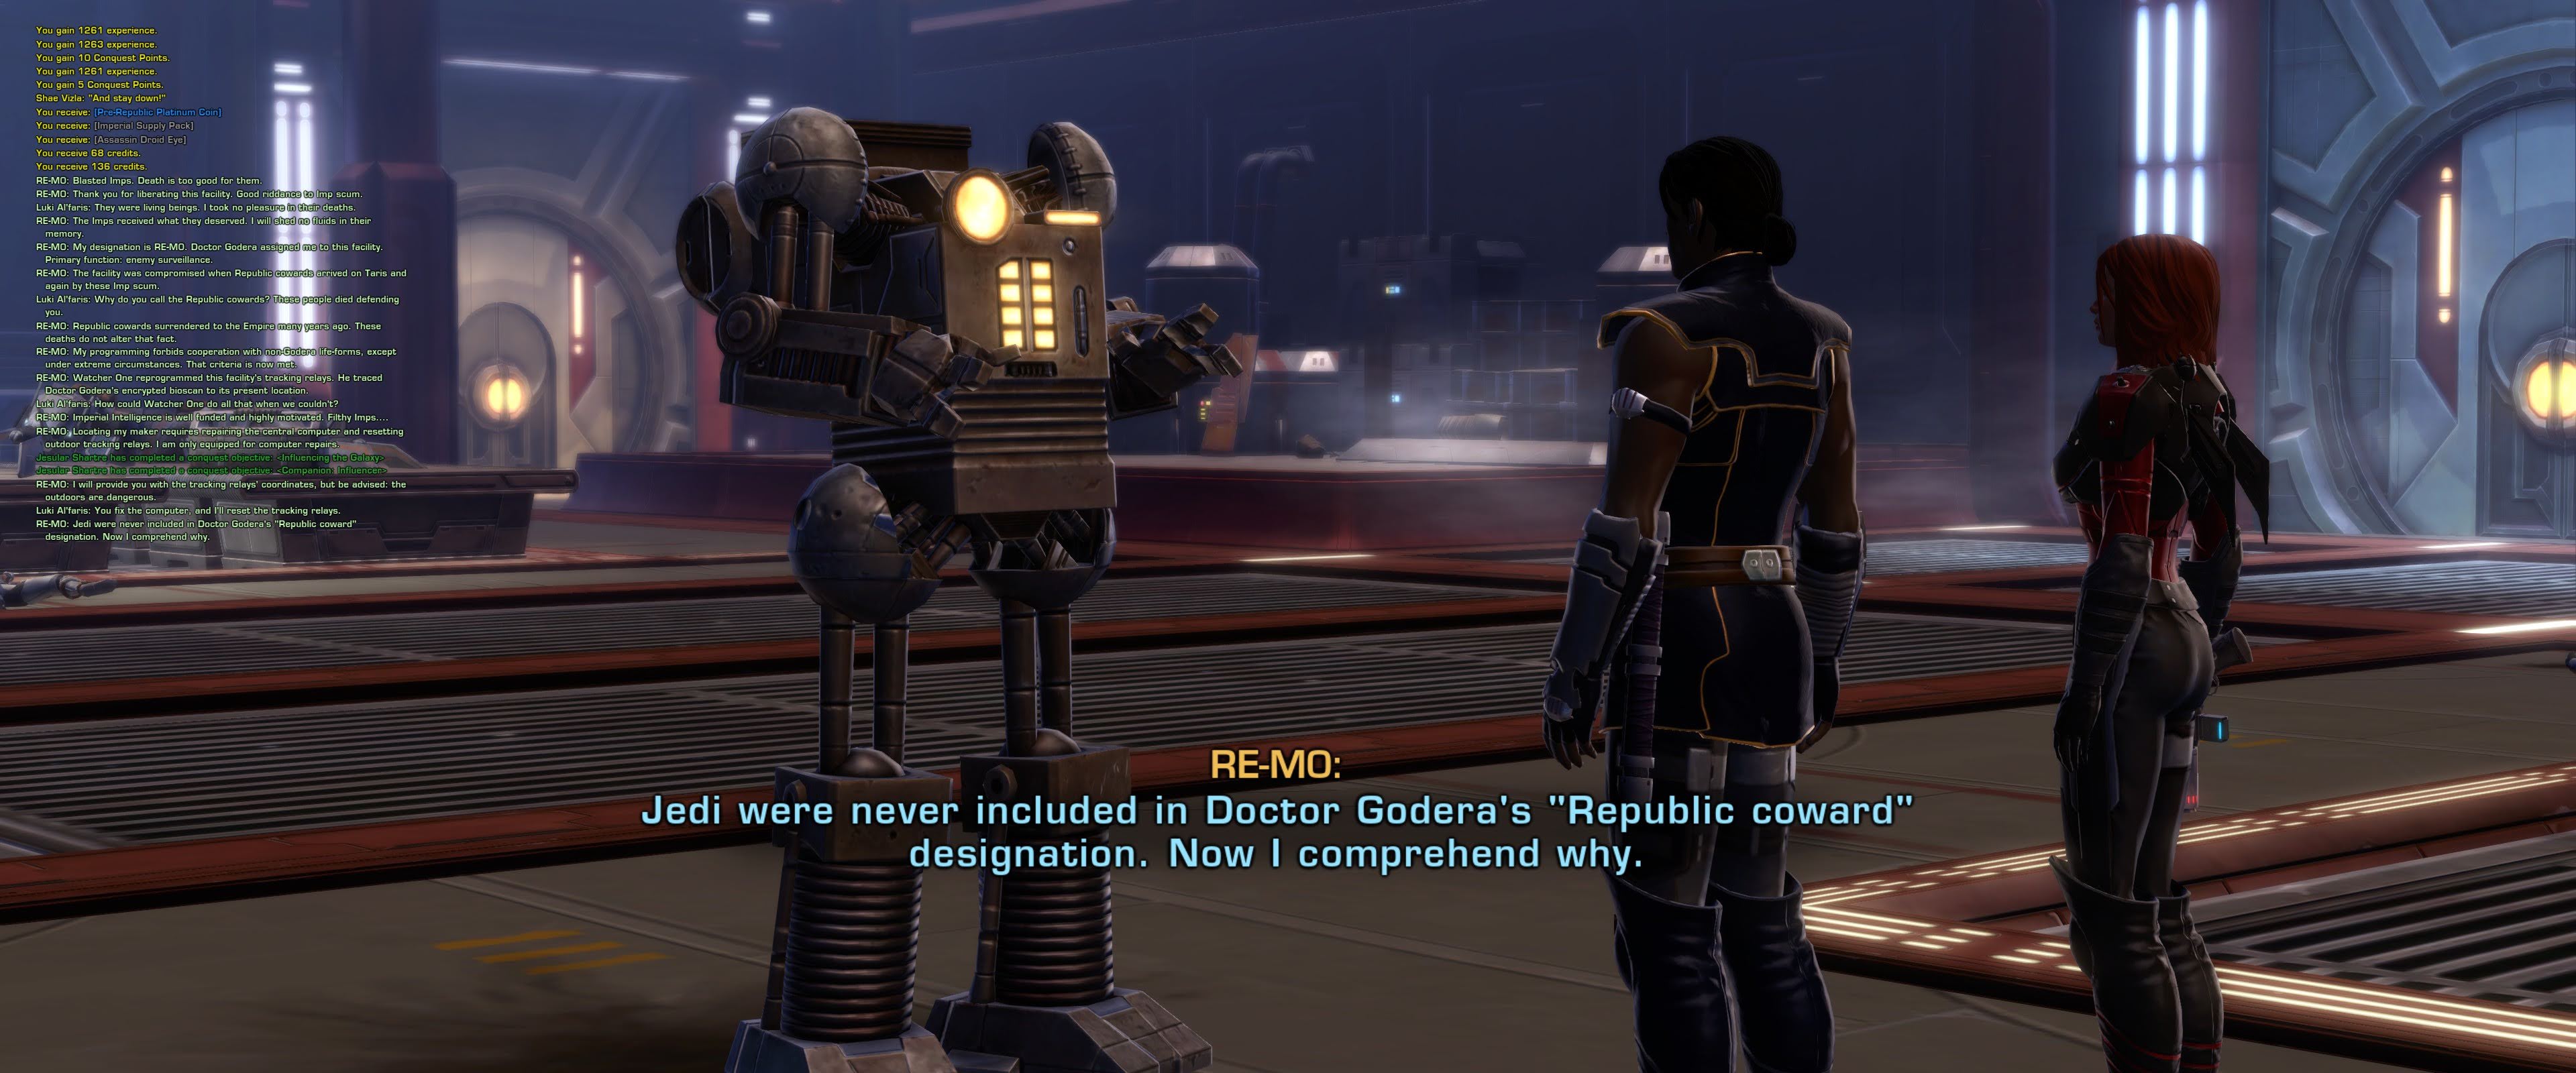 You gain 1261 experience.
You gain 1263 experience.
You gain 10 Conquest Points.
You gain 1261 experience.
You gain 5 Conquest Points.
Shae Vizla: "And stay down!"
You receive: [Pre-Republic Platinum Coin]
You receive: [Imperial Supply Pack]
You receive: [Assassin Droid Eye]
You receive 68 credits.
You receive 136 credits.
RE-MO: Blasted Imps. Death is too good for them.
RE-MO: Thank you for liberating this facility. Good riddance to Imp scum.
Luki Al'faris: They were living beings. I took no pleasure in their deaths.
RE-MO: The Imps received what they deserved. I will shed no fluids in their
memory.
RE-MO: My designation is RE-MO. Doctor Godera assigned me to this facility.
Primary function: enemy surveillance.
RE-MO: The facility was compromised when Republic cowards arrived on Taris and
again by these Imp scum.
Luki Al'faris: Why do you call the Republic cowards? These people died defending
you.
RE-MO: Republic cowards surrendered to the Empire many years ago. These
deaths do not alter that fact.
RE-MO: My programming forbids cooperation with non-Godera life-forms, except
under extreme circumstances. That criteria is now met.
RE-MO: Watcher One reprogrammed this facility's tracking relays. He traced
Doctor Godera's encrypted bioscan to its present location.
Luki Al'faris: How could Watcher One do all that when we couldn't?
RE-MO: Imperial Intelligence is well funded and highly motivated. Filthy Imps....
RE-MO: Locating my maker requires repairing the central computer and resetting
outdoor tracking relays. I am only equipped for computer repairs.
Jesular Shartre has completed a conquest objective: <Influencing the Galaxy>
Jesular Shartre has completed a conquest objective: <Companion: Influencer>
RE-MO: I will provide you with the tracking relays' coordinates, but be advised: the
outdoors are dangerous.
Luki Al'faris: You fix the computer, and I'll reset the tracking relays.
RE-MO: Jedi were never included in Doctor Godera's "Republic coward"
designation. Now I comprehend why.
RE-MO:
Jedi were never included in Doctor Godera's "Republic coward"
designation. Now I comprehend why.